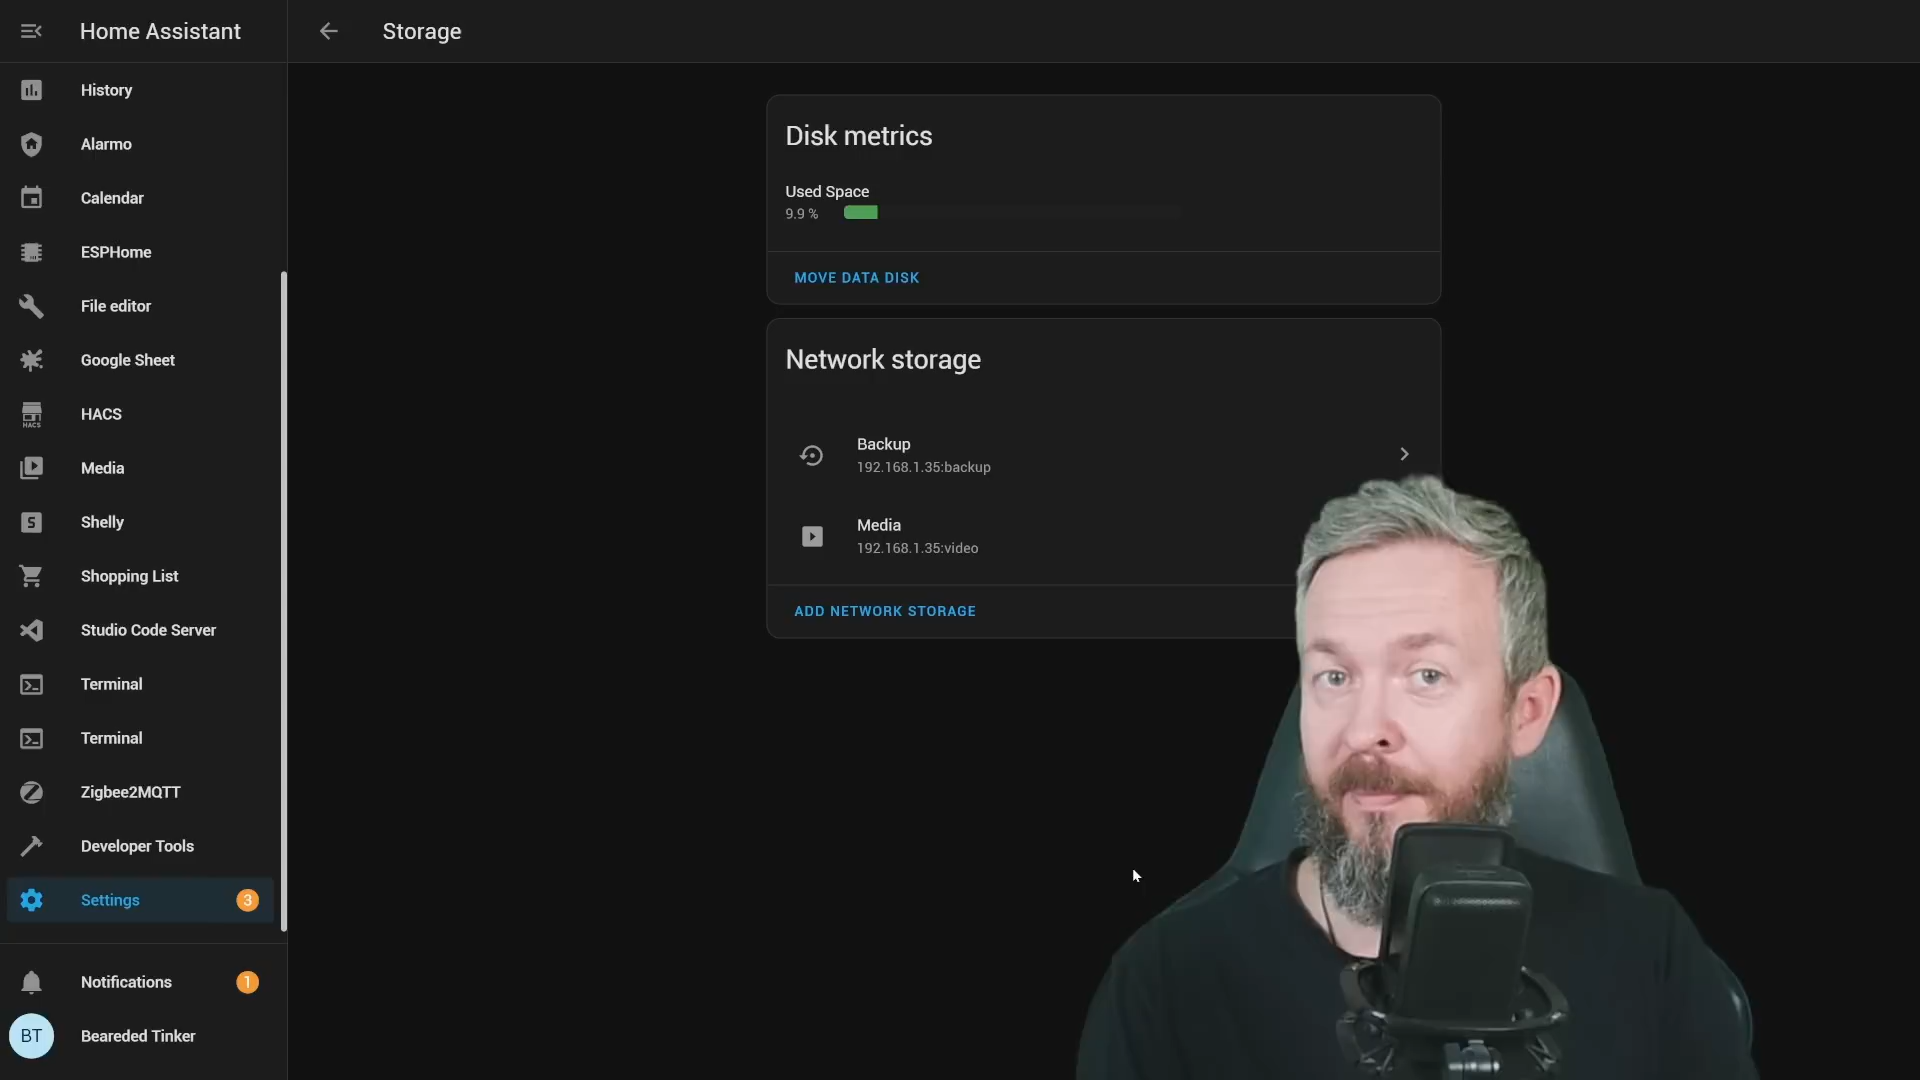 Home Assistant
Storage
History
Alarmo
Calendar
ESPHome
File editor
Google Sheet
HACS
HACS
Media
S
Shelly
Shopping List
Studio Code Server
Terminal
Terminal
Zigbee2MQTT
Developer Tools
Settings
3
Notifications
1
BT
Beareded Tinker
Disk metrics
Used Space
9.9 %
MOVE DATA DISK
Network storage
Backup
192.168.1.35:backup
Media
192.168.1.35:video
ADD NETWORK STORAGE